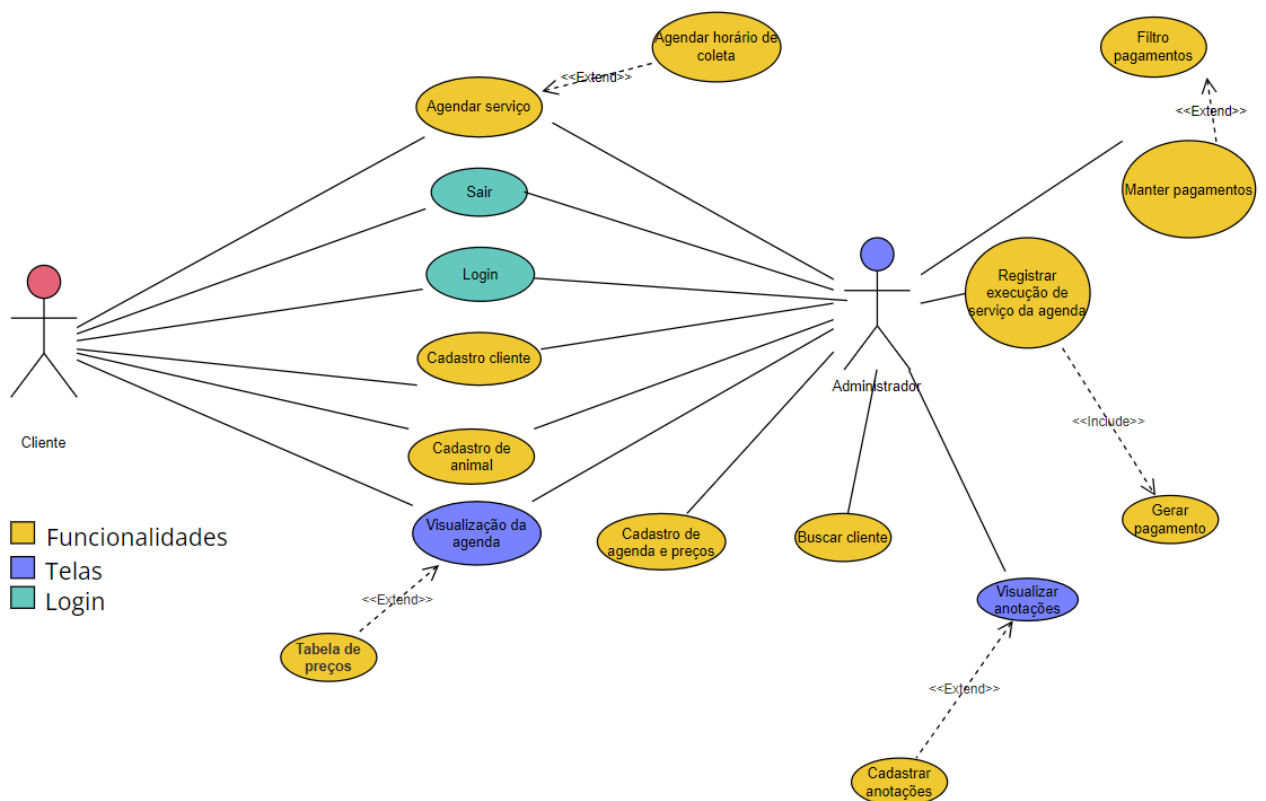 Agendar horário de
coleta
Filtro
pagamentos
<<Extend>>
Agendar serviço
<<Extend>>
Sair
Manter pagamentos
Login
Registrar
execução de
serviço da agenda
Cadastro cliente
Administrador
Cliente
<<Include>>
Cadastro de
animal
Visualização da
agenda
Cadastro de
agenda e preços
Buscar cliente
Gerar
pagamento
Funcionalidades
Telas
Login
<<Extend>>
Visualizar
anotações
Tabela de
preços
<<Extend>>
Cadastrar
anotações